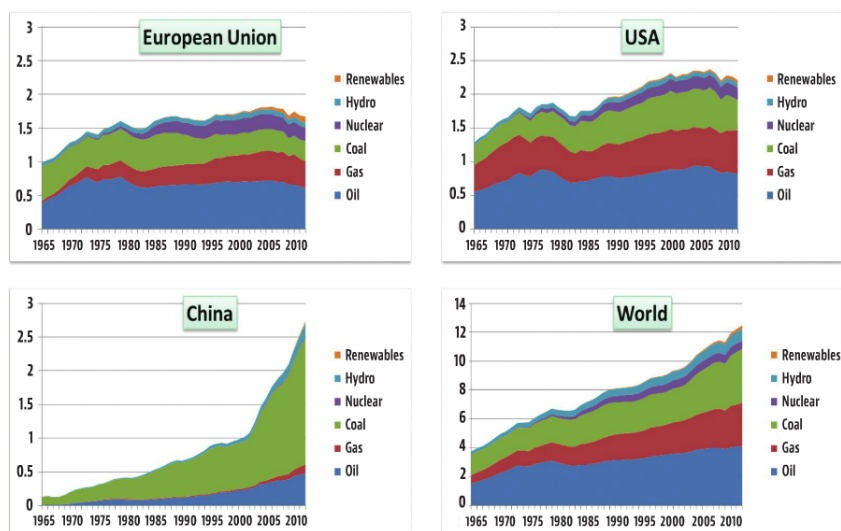 European Union
3
2.5
2
1.5
1
0.5
0
1965 1970 1975 1980 1985 1990 1995 2000 2005 2010
Renewables
Hydro
Nuclear
Coal
Gas
Oil
USA
3
2.5
2
1.5
1
0.5
0
1965 1970 1975 1980 1985 1990 1995 2000 2005 2010
Renewables
Hydro
Nuclear
Coal
Gas
Oil
China
3
2.5
2
1.5
1
0.5
0
1965 1970 1975 1980 1985 1990 1995 2000 2005 2010
Renewables
Hydro
Nuclear
Coal
Gas
Oil
World
14
12
10
8
6
4
2
0
1965 1970 1975 1980 1985 1990 1995 2000 2005 2010
Renewables
Hydro
Nuclear
Coal
Gas
Oil